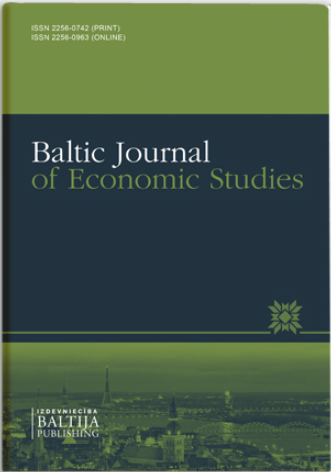 ISSN 2256-0742 (PRINT)
ISSN 2256-0963 (ONLINE)
Baltic Journal
of Economic Studies
IZDEVNIECĪBA
BALTIJA
PUBLISHING